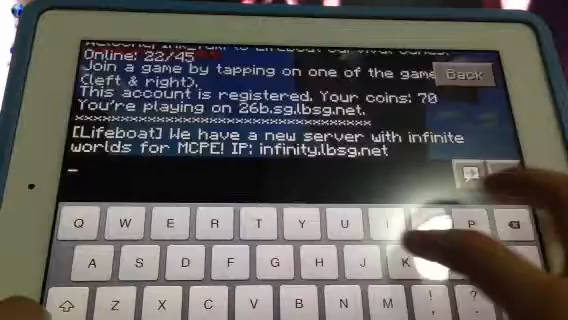 Online: 22/45
Join a game by tapping on one of the game
(left & right).
This account is registered. Your coins: 70
You're playing on 26b.sg.lbsg.net.
xxxxxxxxxxxxxxxxxxxxxxxxxxxxxxxxxxx
[Lifeboat] We have a new server with infinite
worlds for MCPE! IP: infinity.lbsg.net
Back
Q W E R T Y U I P
A S D F G H J K
Z X C V B N M ! , ? .